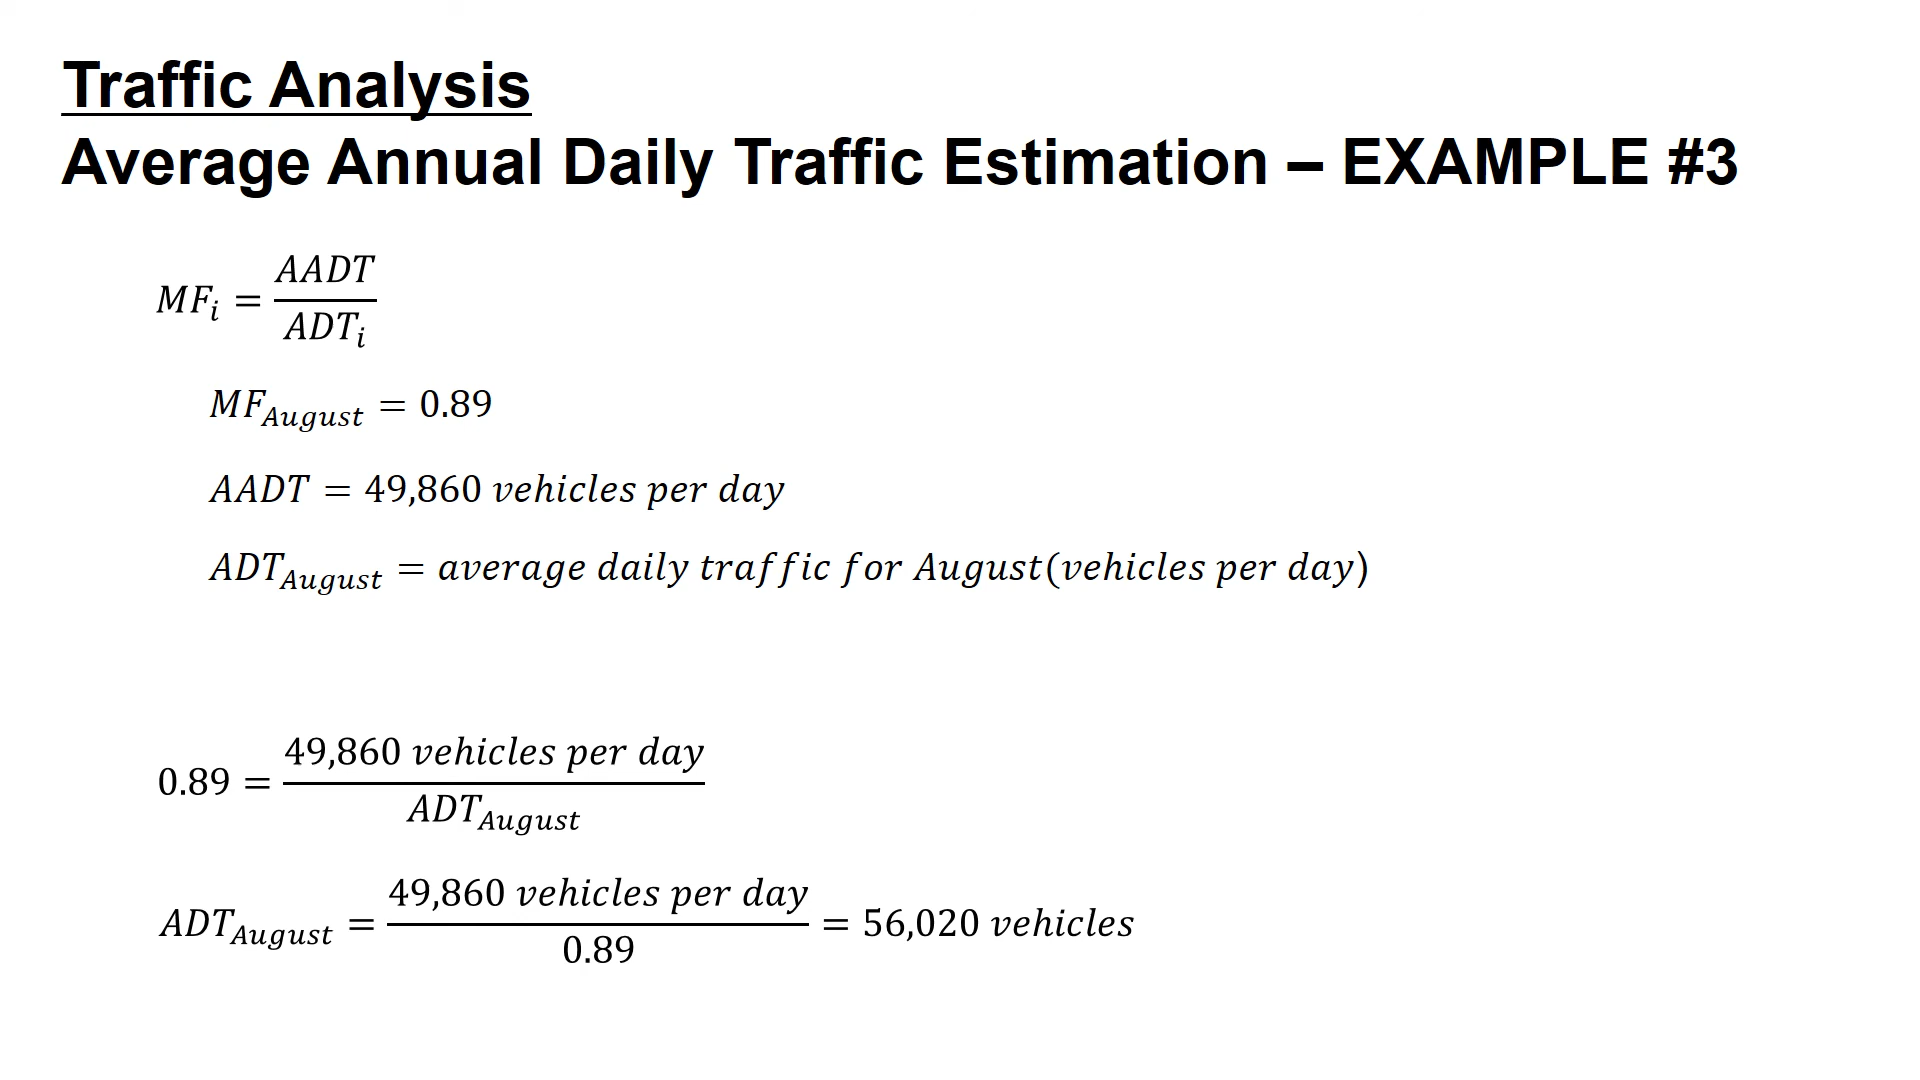 Traffic Analysis
Average Annual Daily Traffic Estimation – EXAMPLE #3
MF_i = AADT / ADT_i
MF_August = 0.89
AADT = 49,860 vehicles per day
ADT_August = average daily traffic for August(vehicles per day)
0.89 = 49,860 vehicles per day / ADT_August
ADT_August = 49,860 vehicles per day / 0.89 = 56,020 vehicles